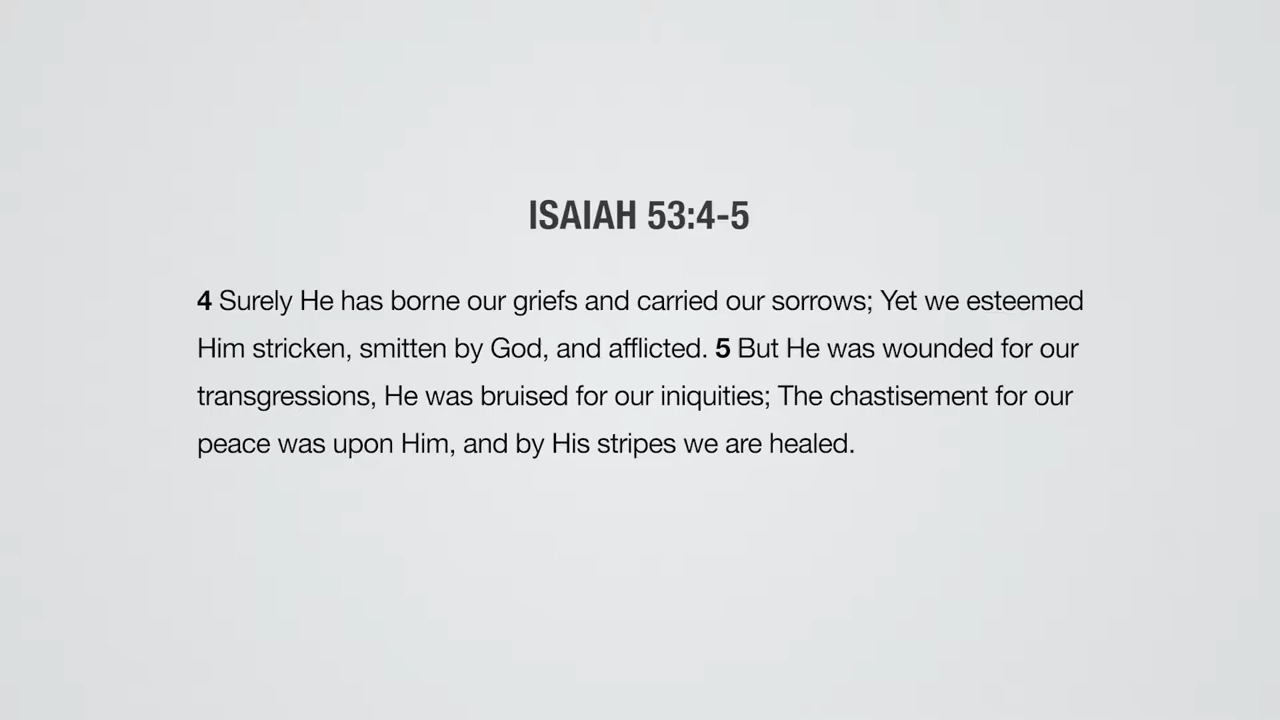 ISAIAH 53:4-5
4 Surely He has borne our griefs and carried our sorrows; Yet we esteemed
Him stricken, smitten by God, and afflicted. 5 But He was wounded for our
transgressions, He was bruised for our iniquities; The chastisement for our
peace was upon Him, and by His stripes we are healed.